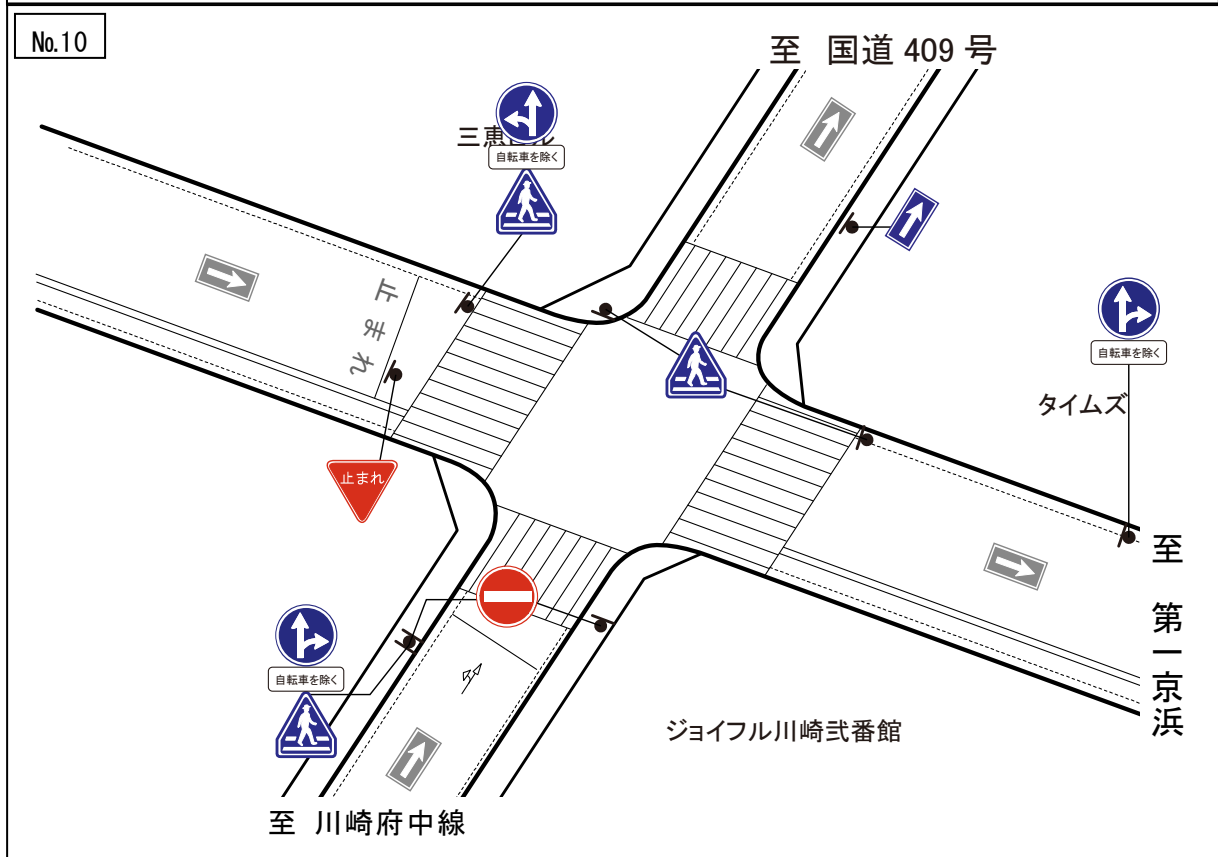 No.10
至 国道 409 号
三恵ビル
自転車を除く
自転車を除く
タイムズ
止まれ
止まれ
至 第一京浜
自転車を除く
ジョイフル川崎弐番館
至 川崎府中線